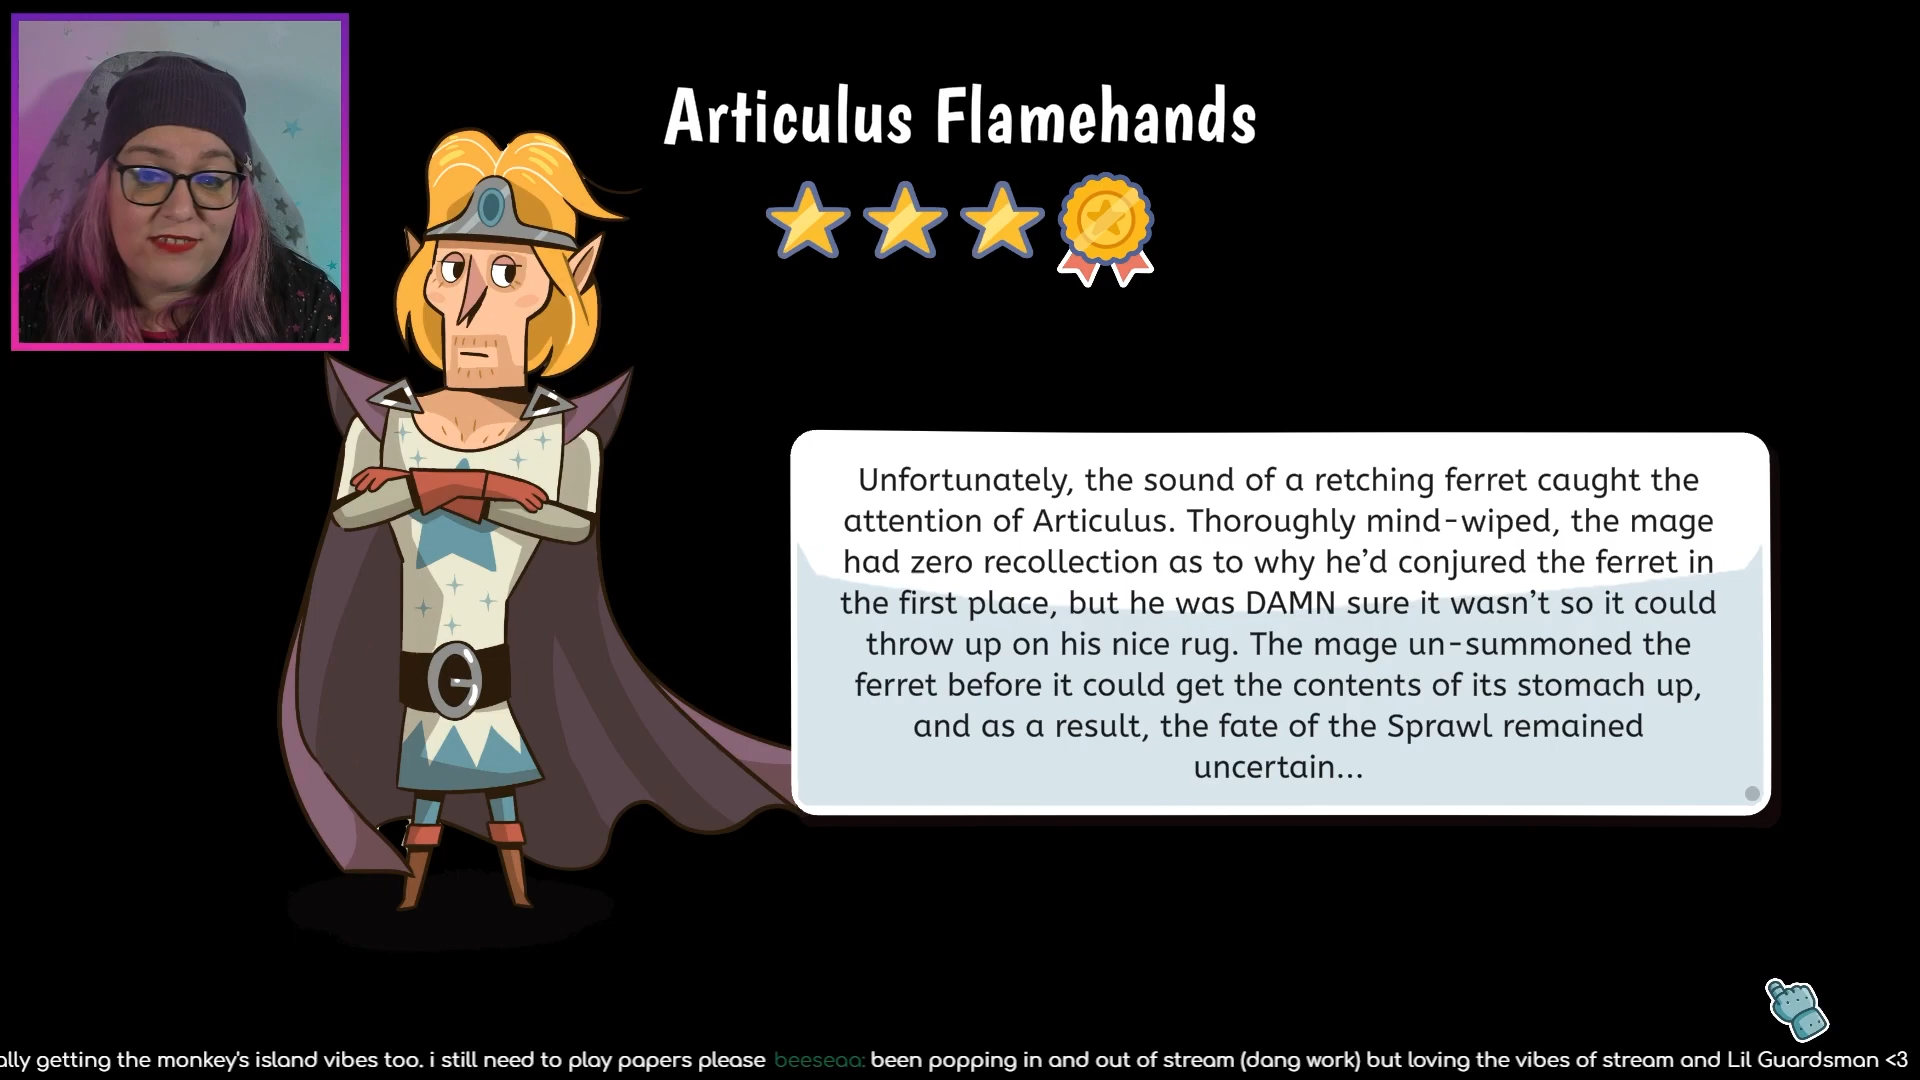 Articulus Flamehands
Unfortunately, the sound of a retching ferret caught the
attention of Articulus. Thoroughly mind-wiped, the mage
had zero recollection as to why he’d conjured the ferret in
the first place, but he was DAMN sure it wasn’t so it could
throw up on his nice rug. The mage un-summoned the
ferret before it could get the contents of its stomach up,
and as a result, the fate of the Sprawl remained
uncertain...
getting the monkey's island vibes too. i still need to play papers please beeseaa: been popping in and out of stream (dang work) but loving the vibes of stream and Lil Guardsman <3